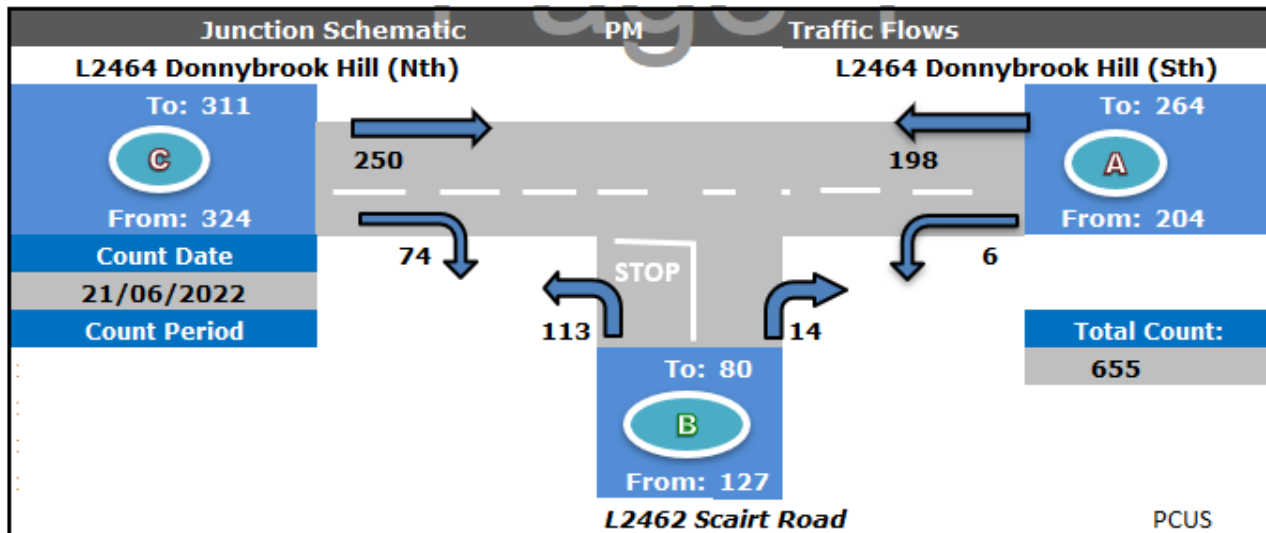 Junction Schematic PM Traffic Flows
L2464 Donnybrook Hill (Nth) L2464 Donnybrook Hill (Sth)
To: 311 To: 264
C A
250 198
From: 324 From: 204
Count Date 74 6
STOP
21/06/2022
Count Period 113 14 Total Count:
To: 80 655
B
From: 127
L2462 Scairt Road PCUS